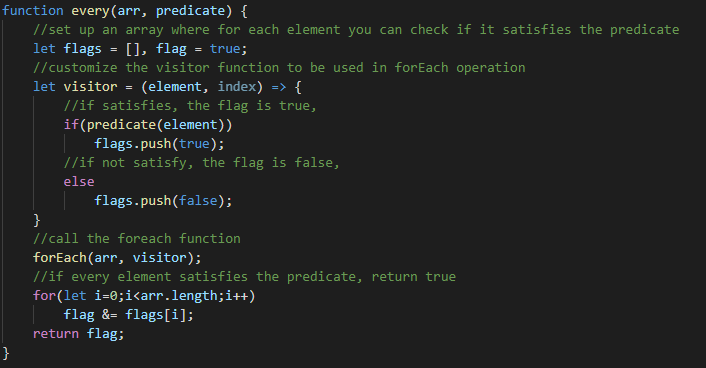 function every(arr, predicate) {
    //set up an array where for each element you can check if it satisfies the predicate
    let flags = [], flag = true;
    //customize the visitor function to be used in forEach operation
    let visitor = (element, index) => {
        //if satisfies, the flag is true,
        if(predicate(element))
            flags.push(true);
        //if not satisfy, the flag is false,
        else
            flags.push(false);
    }
    //call the foreach function
    forEach(arr, visitor);
    //if every element satisfies the predicate, return true
    for(let i=0;i<arr.length;i++)
        flag &= flags[i];
    return flag;
}